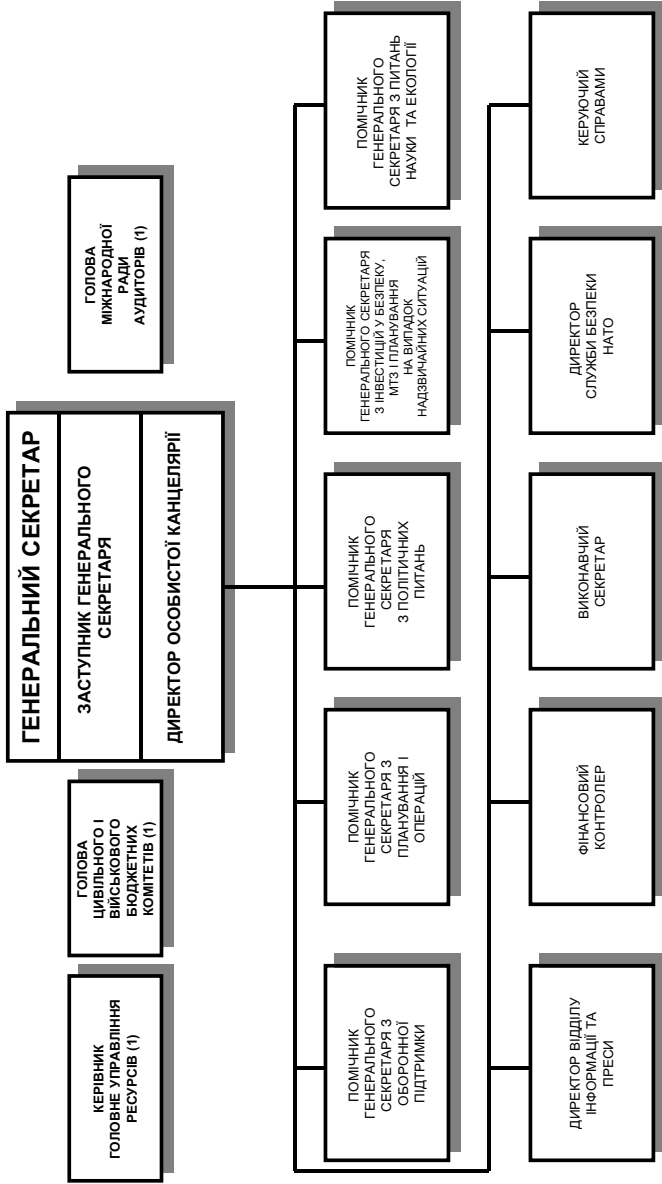 КЕРІВНИК
ГОЛОВНЕ УПРАВЛІННЯ
РЕСУРСІВ (1)
ГОЛОВА
ЦИВІЛЬНОГО І
ВІЙСЬКОВОГО
БЮДЖЕТНИХ
КОМІТЕТІВ (1)
ГЕНЕРАЛЬНИЙ СЕКРЕТАР
ЗАСТУПНИК ГЕНЕРАЛЬНОГО
СЕКРЕТАРЯ
ДИРЕКТОР ОСОБИСТОЇ КАНЦЕЛЯРІЇ
ГОЛОВА
МІЖНАРОДНОЇ
РАДИ
АУДИТОРІВ (1)
ПОМІЧНИК
ГЕНЕРАЛЬНОГО
СЕКРЕТАРЯ З
ОБОРОННОЇ
ПІДТРИМКИ
ПОМІЧНИК
ГЕНЕРАЛЬНОГО
СЕКРЕТАРЯ З
ПЛАНУВАННЯ І
ОПЕРАЦІЙ
ПОМІЧНИК
ГЕНЕРАЛЬНОГО
СЕКРЕТАРЯ
З ПОЛІТИЧНИХ
ПИТАНЬ
ПОМІЧНИК
ГЕНЕРАЛЬНОГО СЕКРЕТАРЯ
З ІНВЕСТИЦІЙ У БЕЗПЕКУ,
МТЗ І ПЛАНУВАННЯ
НА ВИПАДОК
НАДЗВИЧАЙНИХ СИТУАЦІЙ
ПОМІЧНИК
ГЕНЕРАЛЬНОГО
СЕКРЕТАРЯ З ПИТАНЬ
НАУКИ ТА ЕКОЛОГІЇ
ДИРЕКТОР ВІДДІЛУ
ІНФОРМАЦІЇ ТА
ПРЕСИ
ФІНАНСОВИЙ
КОНТРОЛЕР
ВИКОНАВЧИЙ
СЕКРЕТАР
ДИРЕКТОР
СЛУЖБИ БЕЗПЕКИ
НАТО
КЕРУЮЧИЙ
СПРАВАМИ